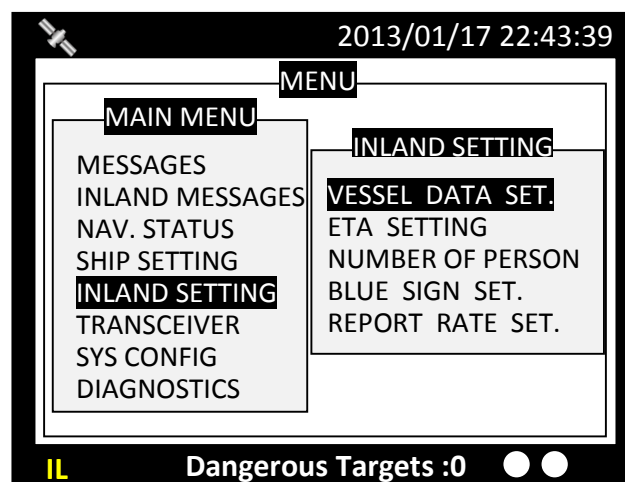 2013/01/17 22:43:39
MENU
MAIN MENU
MESSAGES
INLAND MESSAGES
NAV. STATUS
SHIP SETTING
INLAND SETTING
TRANSCEIVER
SYS CONFIG
DIAGNOSTICS
INLAND SETTING
VESSEL DATA SET.
ETA SETTING
NUMBER OF PERSON
BLUE SIGN SET.
REPORT RATE SET.
IL Dangerous Targets :0